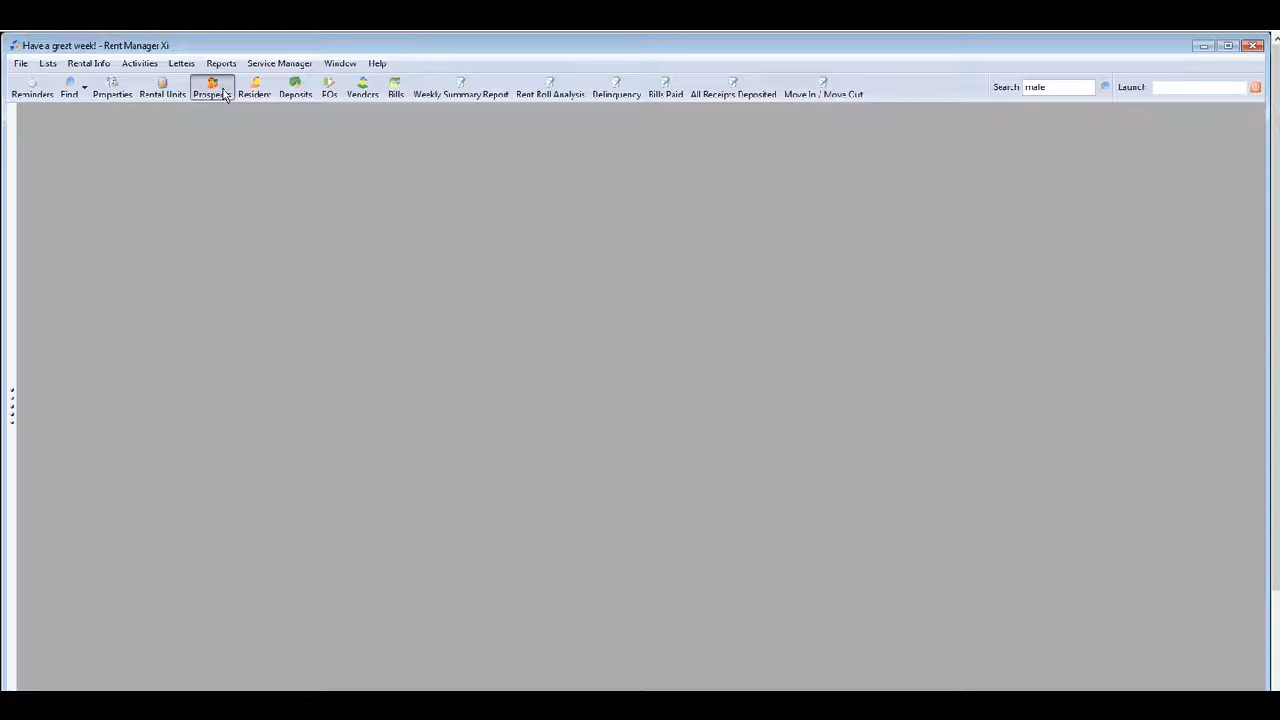 Have a great week! - Rent Manager Xi
File Lists Rental Info Activities Letters Reports Service Manager Window Help
Reminders Find Properties Rental Units Prospects Resident Deposits POs Vendors Bills Weekly Summary Report Rent Roll Analysis Delinquency Bills Paid All Receipts Deposited Move In / Move Out Search Launch